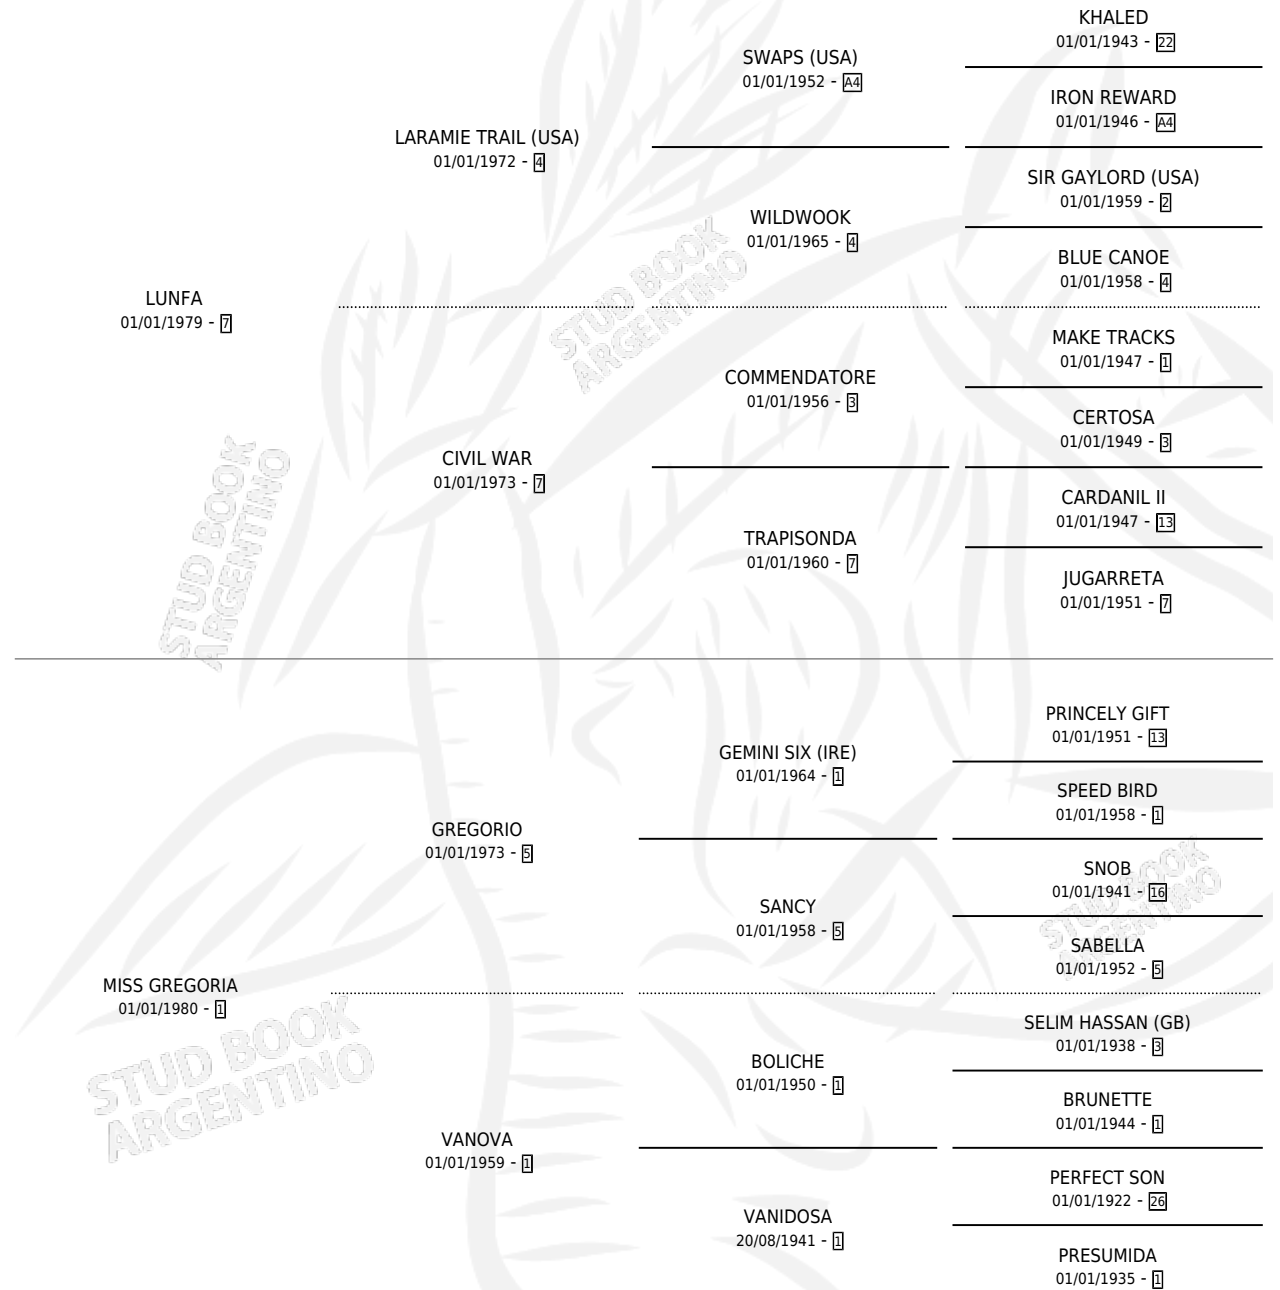 KHALED
01/01/1943 - 22
SWAPS (USA)
01/01/1952 - A4
IRON REWARD
01/01/1946 - A4
LARAMIE TRAIL (USA)
01/01/1972 - 4
SIR GAYLORD (USA)
01/01/1959 - 2
WILDWOOK
01/01/1965 - 4
BLUE CANOE
01/01/1958 - 4
LUNFA
01/01/1979 - 7
STUD BOOK
ARGENTINO
MAKE TRACKS
01/01/1947 - 1
COMMENDATORE
01/01/1956 - 3
CERTOSA
01/01/1949 - 3
CIVIL WAR
01/01/1973 - 7
CARDANIL II
01/01/1947 - 13
TRAPISONDA
01/01/1960 - 7
JUGARRETA
01/01/1951 - 7
STUD BOOK
ARGENTINO
PRINCELY GIFT
01/01/1951 - 13
GEMINI SIX (IRE)
01/01/1964 - 1
SPEED BIRD
01/01/1958 - 1
GREGORIO
01/01/1973 - 5
SNOB
01/01/1941 - 16
SANCY
01/01/1958 - 5
STUD BOOK
ARGENTINO
SABELLA
01/01/1952 - 5
MISS GREGORIA
01/01/1980 - 1
SELIM HASSAN (GB)
01/01/1938 - 3
STUD BOOK
ARGENTINO
BOLICHE
01/01/1950 - 1
BRUNETTE
01/01/1944 - 1
VANOVA
01/01/1959 - 1
PERFECT SON
01/01/1922 - 26
VANIDOSA
20/08/1941 - 1
PRESUMIDA
01/01/1935 - 1